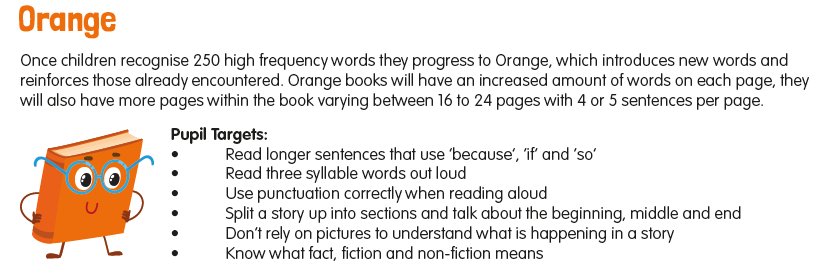 Orange
Once children recognise 250 high frequency words they progress to Orange, which introduces new words and
reinforces those already encountered. Orange books will have an increased amount of words on each page, they
will also have more pages within the book varying between 16 to 24 pages with 4 or 5 sentences per page.
Pupil Targets:
• Read longer sentences that use ‘because’, ‘if’ and ‘so’
• Read three syllable words out loud
• Use punctuation correctly when reading aloud
• Split a story up into sections and talk about the beginning, middle and end
• Don’t rely on pictures to understand what is happening in a story
• Know what fact, fiction and non-fiction means